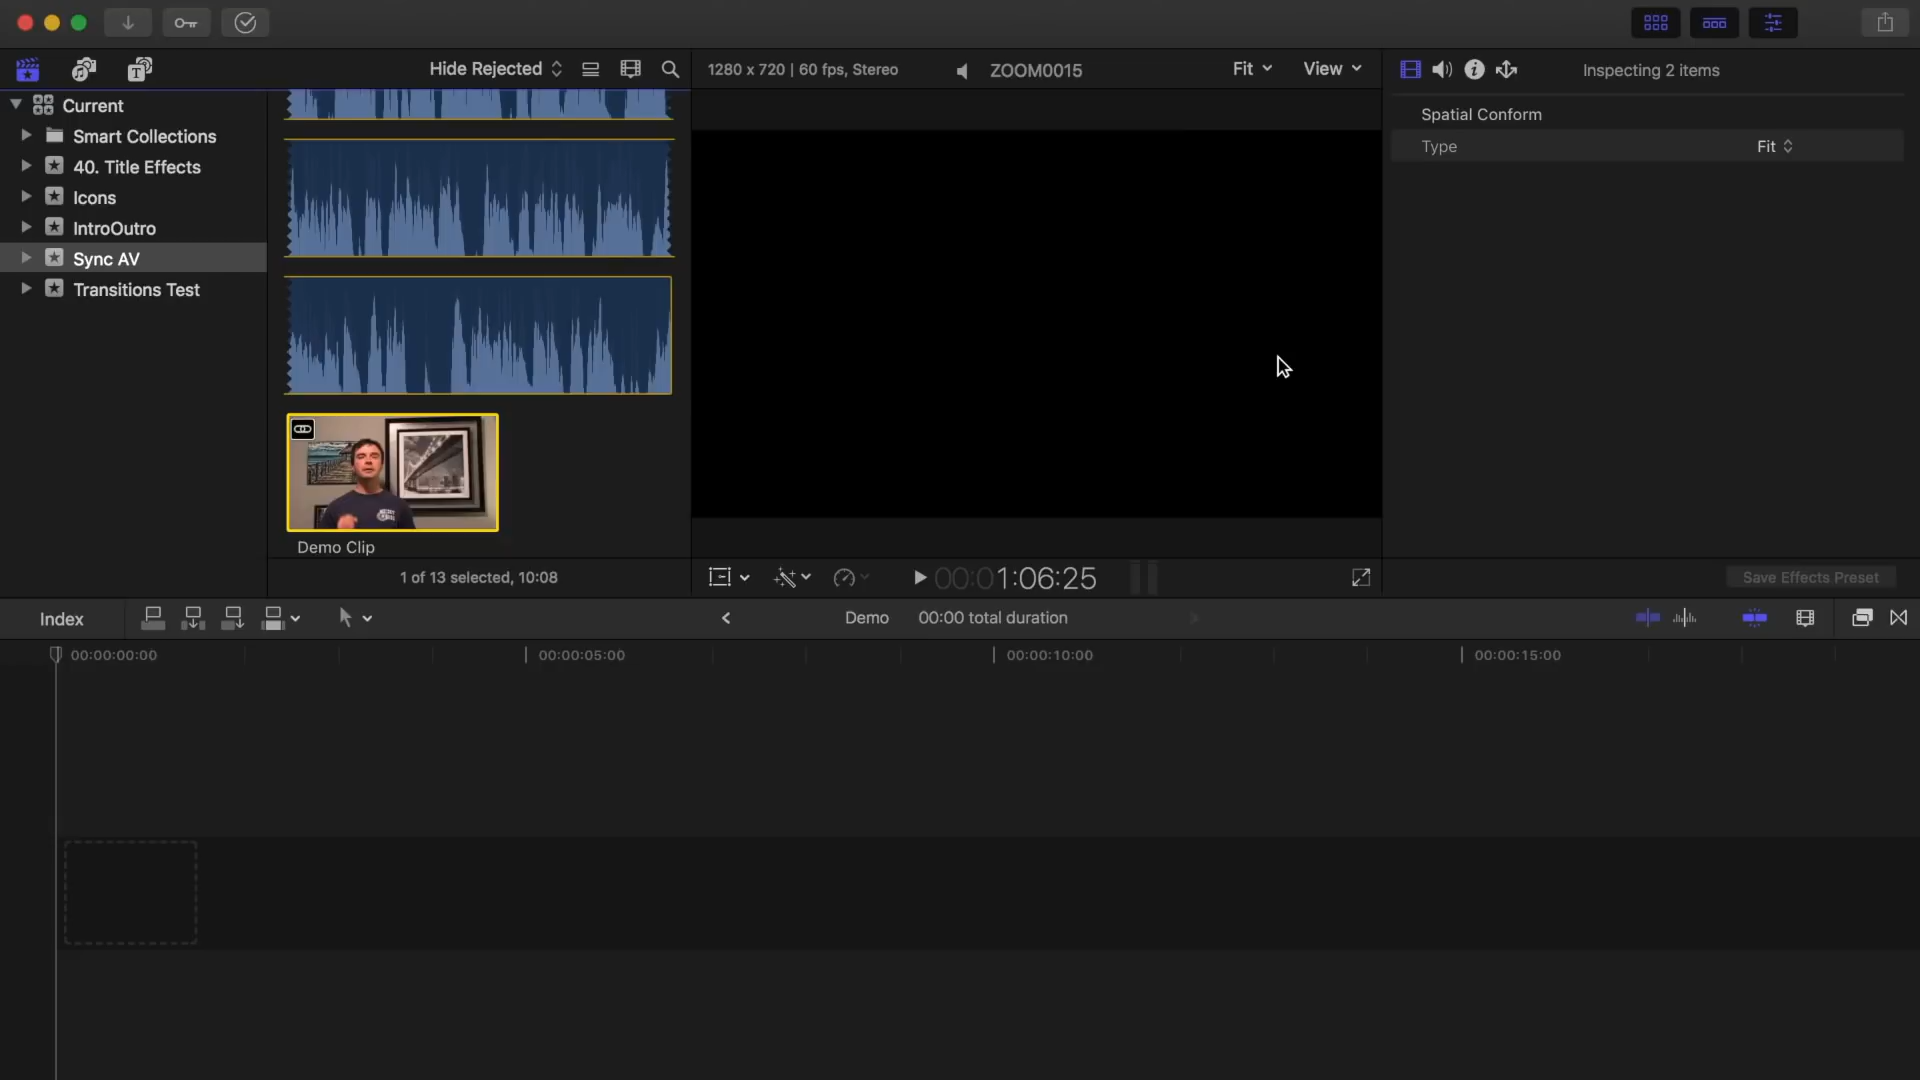 Hide Rejected
1280 x 720 | 60 fps, Stereo
ZOOM0015
Fit
View
Inspecting 2 items
Current
Smart Collections
40. Title Effects
Icons
IntroOutro
Sync AV
Transitions Test
Spatial Conform
Type
Fit
Demo Clip
1 of 13 selected, 10:08
00:01:06:25
Save Effects Preset
Index
Demo
00:00 total duration
00:00:00:00
00:00:05:00
00:00:10:00
00:00:15:00